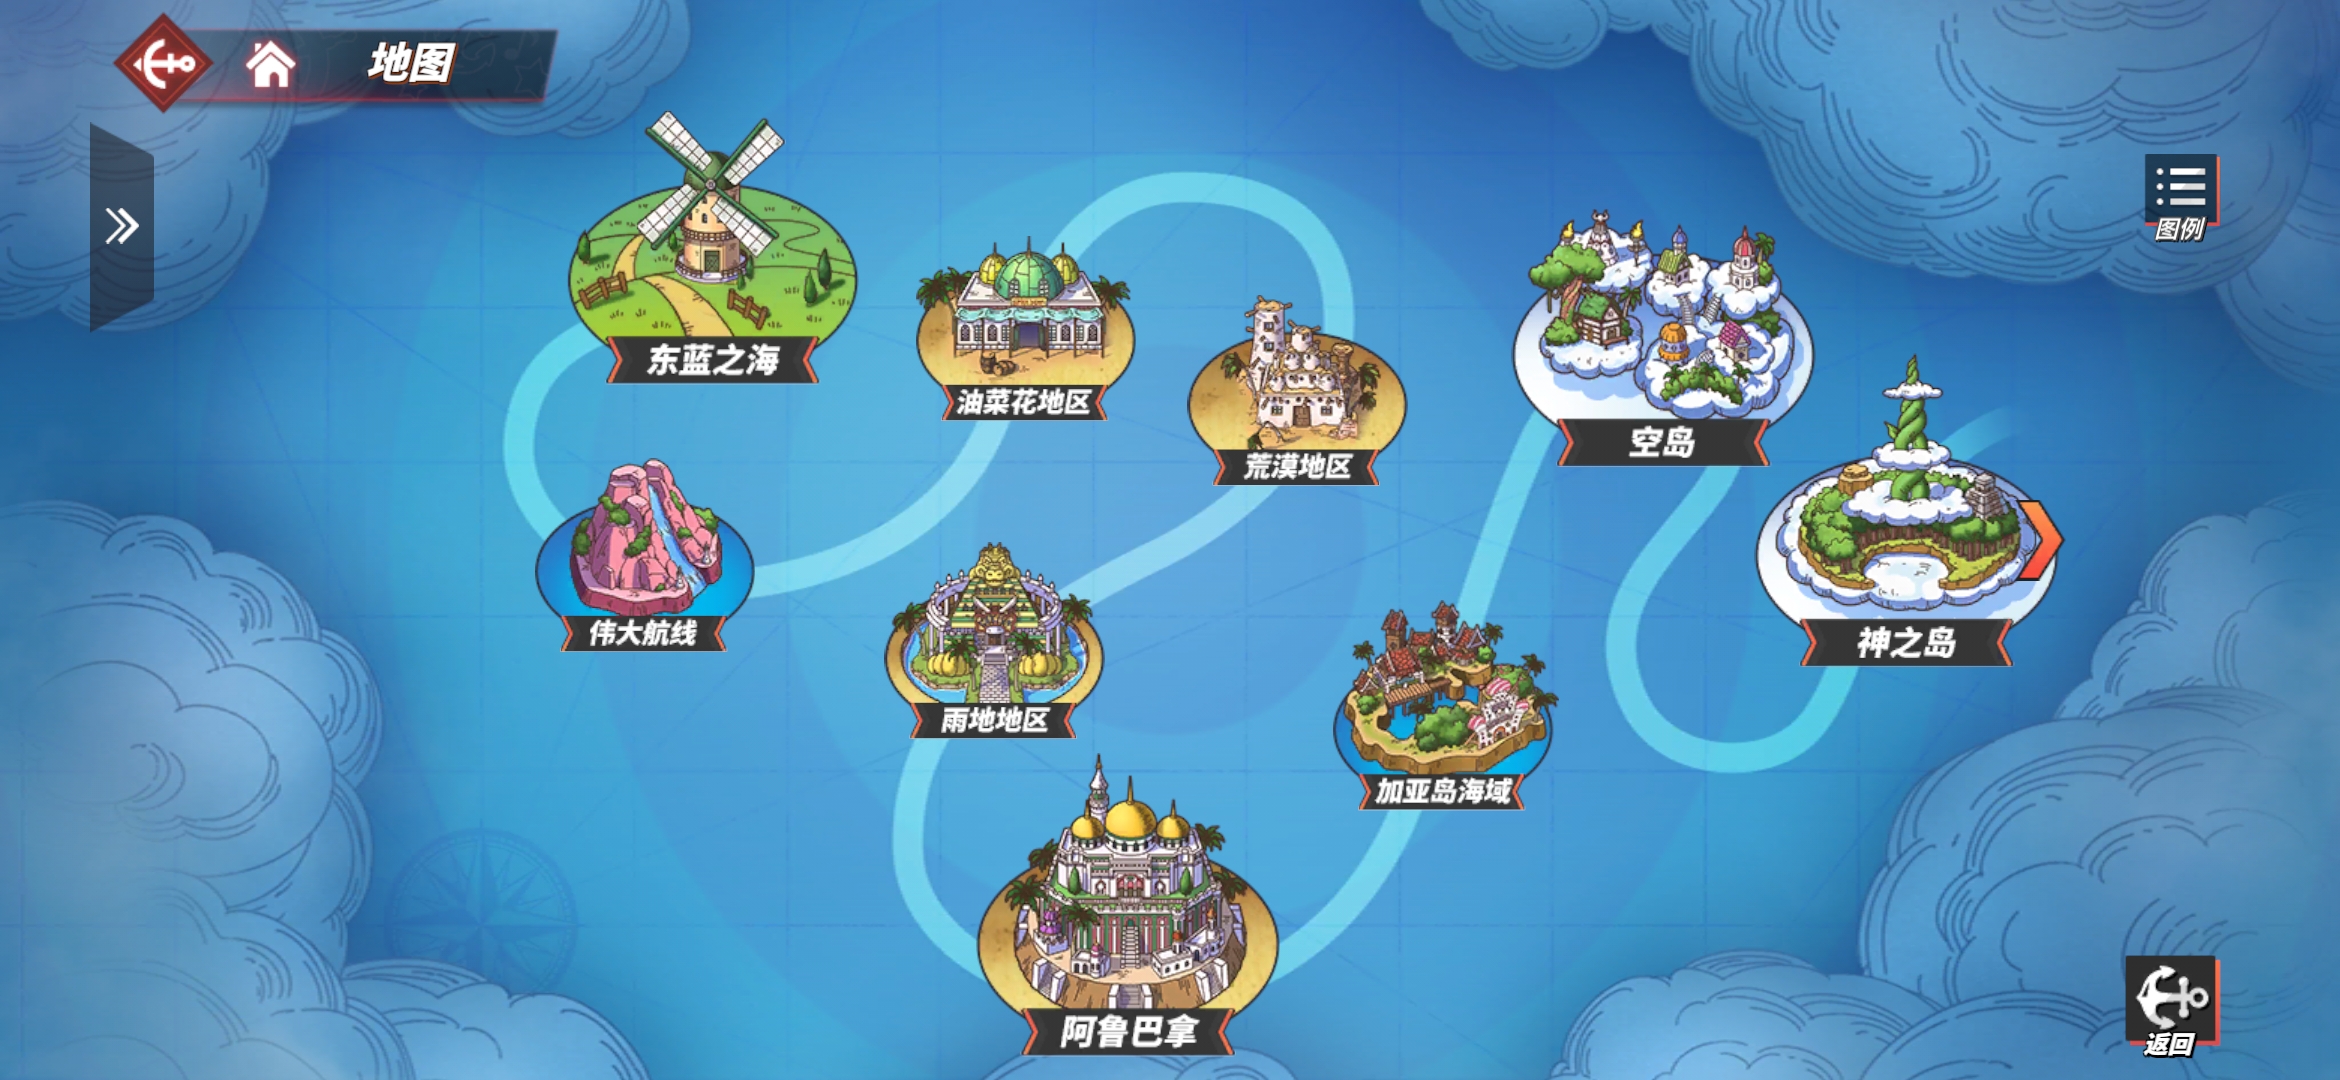 地图
图例
东蓝之海
油菜花地区
荒漠地区
空岛
伟大航线
神之岛
雨地地区
加亚岛海域
阿鲁巴拿
返回